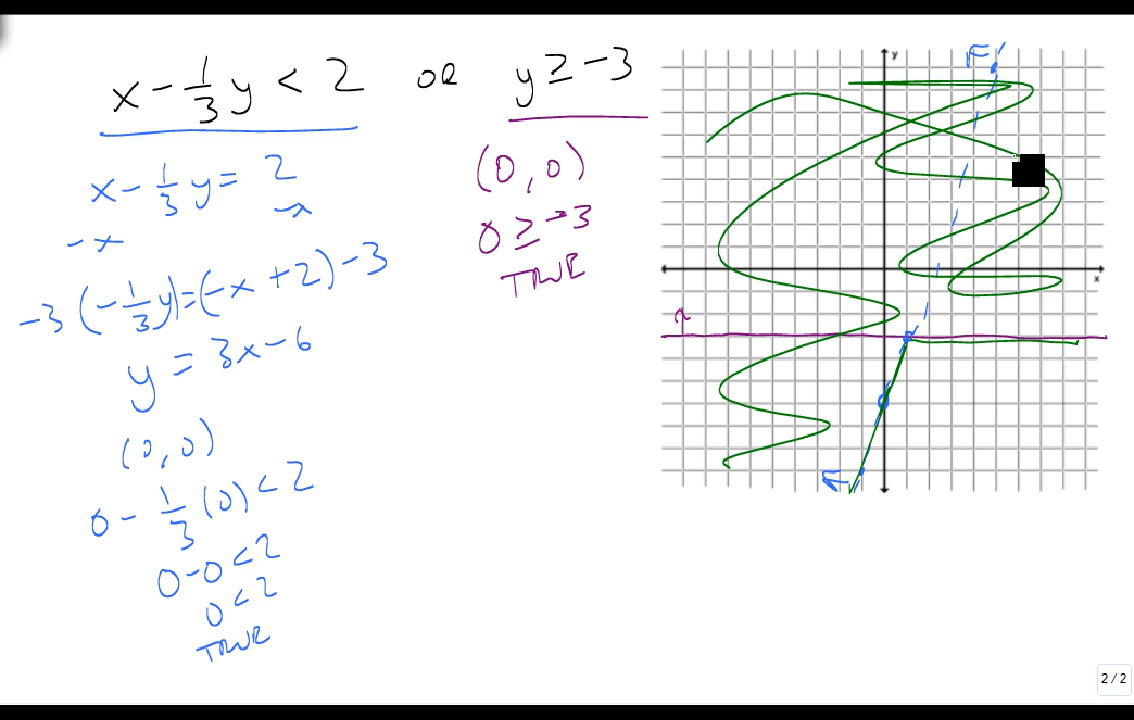 x - 1/3 y < 2 OR y ≥ -3
x - 1/3 y = 2
-x -x
-3 (-1/3 y) = (-x + 2) -3
y = 3x - 6
(0, 0)
0 - 1/3 (0) < 2
0 - 0 < 2
0 < 2
TRUE
(0, 0)
0 ≥ -3
TRUE
y
x
2 / 2